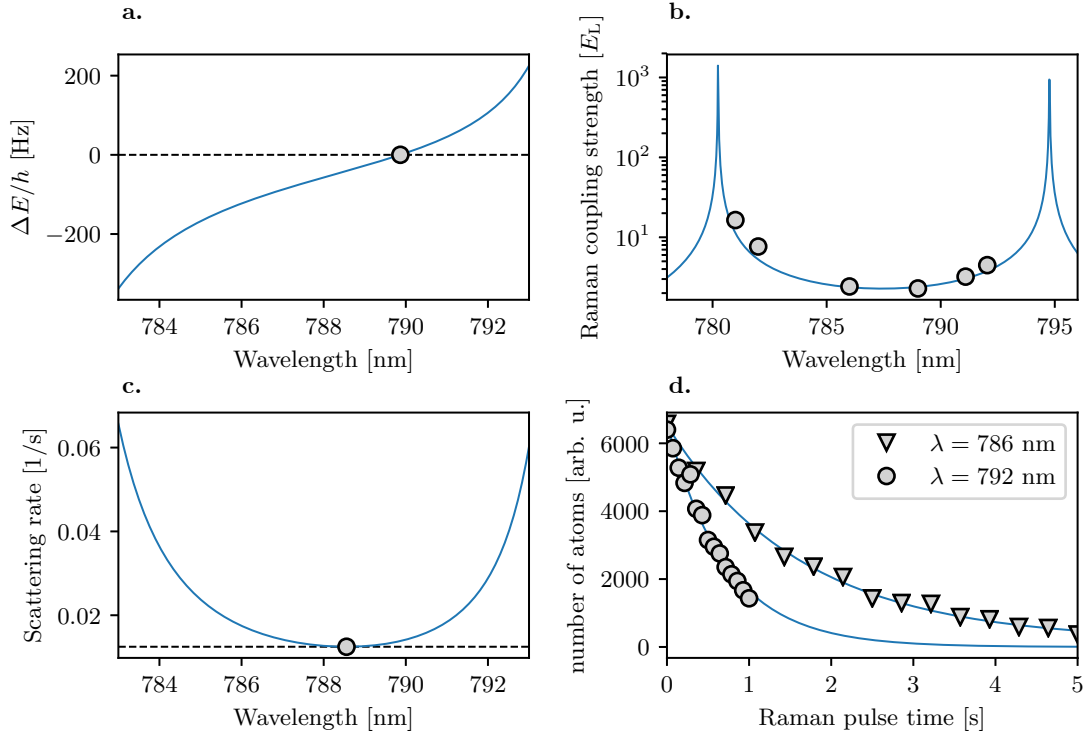 a.
ΔE/h [Hz]
200
0
−200
784
786
788
790
792
Wavelength [nm]
b.
Raman coupling strength [E_L]
10³
10²
10¹
780
785
790
795
Wavelength [nm]
c.
Scattering rate [1/s]
0.06
0.04
0.02
784
786
788
790
792
Wavelength [nm]
d.
number of atoms [arb. u.]
6000
4000
2000
0
λ = 786 nm
λ = 792 nm
0
1
2
3
4
5
Raman pulse time [s]